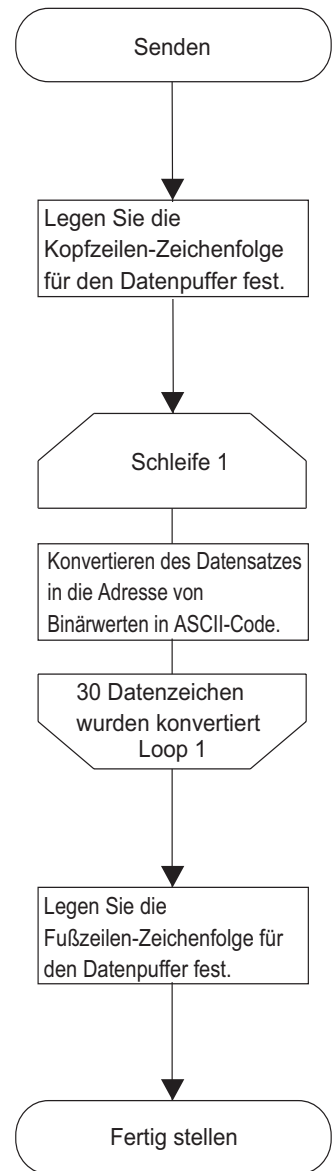 Senden
Legen Sie die
Kopfzeilen-Zeichenfolge
für den Datenpuffer fest.
Schleife 1
Konvertieren des Datensatzes
in die Adresse von
Binärwerten in ASCII-Code.
30 Datenzeichen
wurden konvertiert
Loop 1
Legen Sie die
Fußzeilen-Zeichenfolge für
den Datenpuffer fest.
Fertig stellen